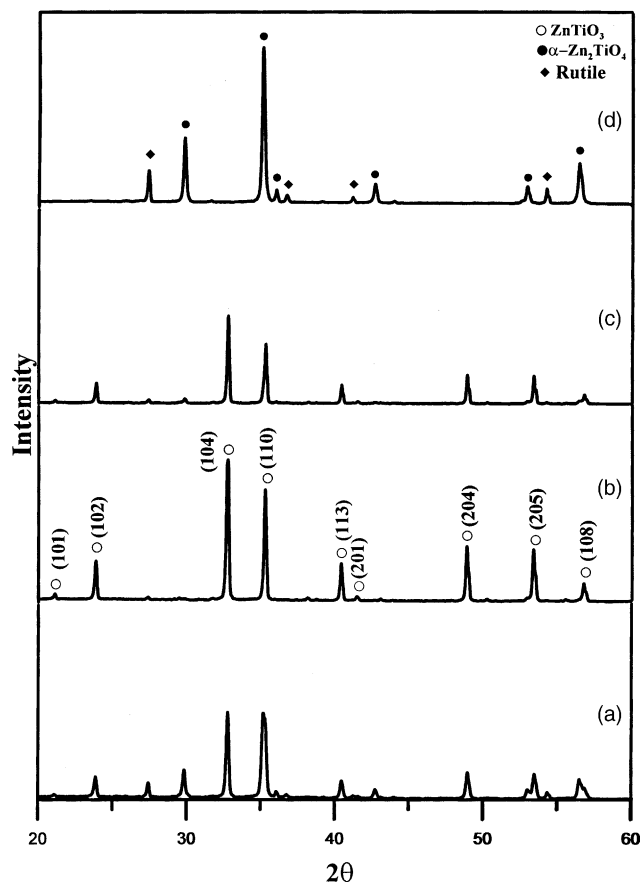 ○ ZnTiO₃
●α−Zn₂TiO₄
◆ Rutile
(d)
(c)
Intensity
(b)
(101)
(102)
(104)
(110)
(113)
(201)
(204)
(205)
(108)
(a)
20 30 40 50 60
2θ